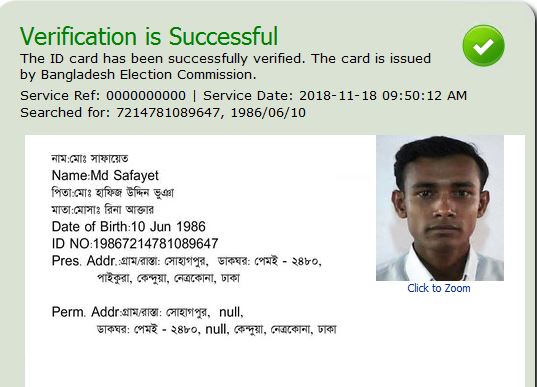 Verification is Successful
The ID card has been successfully verified. The card is issued
by Bangladesh Election Commission.
Service Ref: 0000000000 | Service Date: 2018-11-18 09:50:12 AM
Searched for: 7214781089647, 1986/06/10
নাম:মোঃ সাফায়েত
Name:Md Safayet
পিতা:মোঃ হাফিজ উদ্দিন ভুঞা
মাতা:মোসাঃ রিনা আক্তার
Date of Birth:10 Jun 1986
ID NO:19867214781089647
Pres. Addr.:গ্রাম/রাস্তা: সোহাগপুর, ডাকঘর: পেমই - ২৪৮০,
পাইকুরা, কেন্দুয়া, নেত্রকোনা, ঢাকা
Perm. Addr:গ্রাম/রাস্তা: সোহাগপুর, null,
ডাকঘর: পেমই - ২৪৮০, null, কেন্দুয়া, নেত্রকোনা, ঢাকা
Click to Zoom